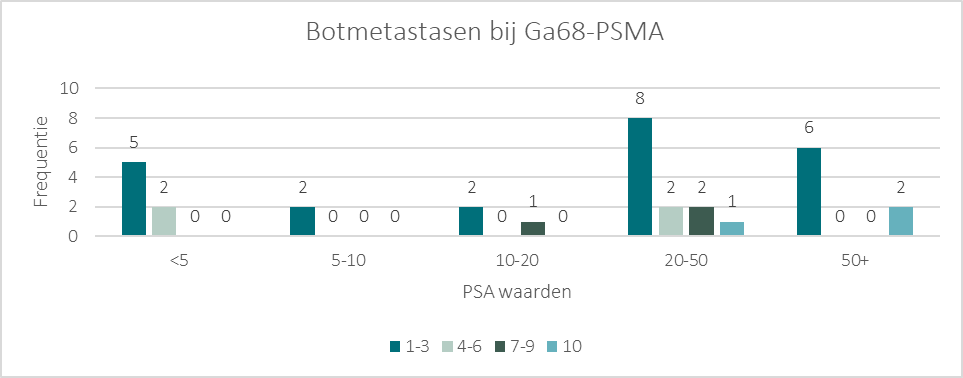 Botmetastasen bij Ga68-PSMA
10
8
6
4
2
0
Frequentie
5 2 0 0
2 0 0 0
2 0 1 0
8 2 2 1
6 0 0 2
<5 5-10 10-20 20-50 50+
PSA waarden
1-3 4-6 7-9 10